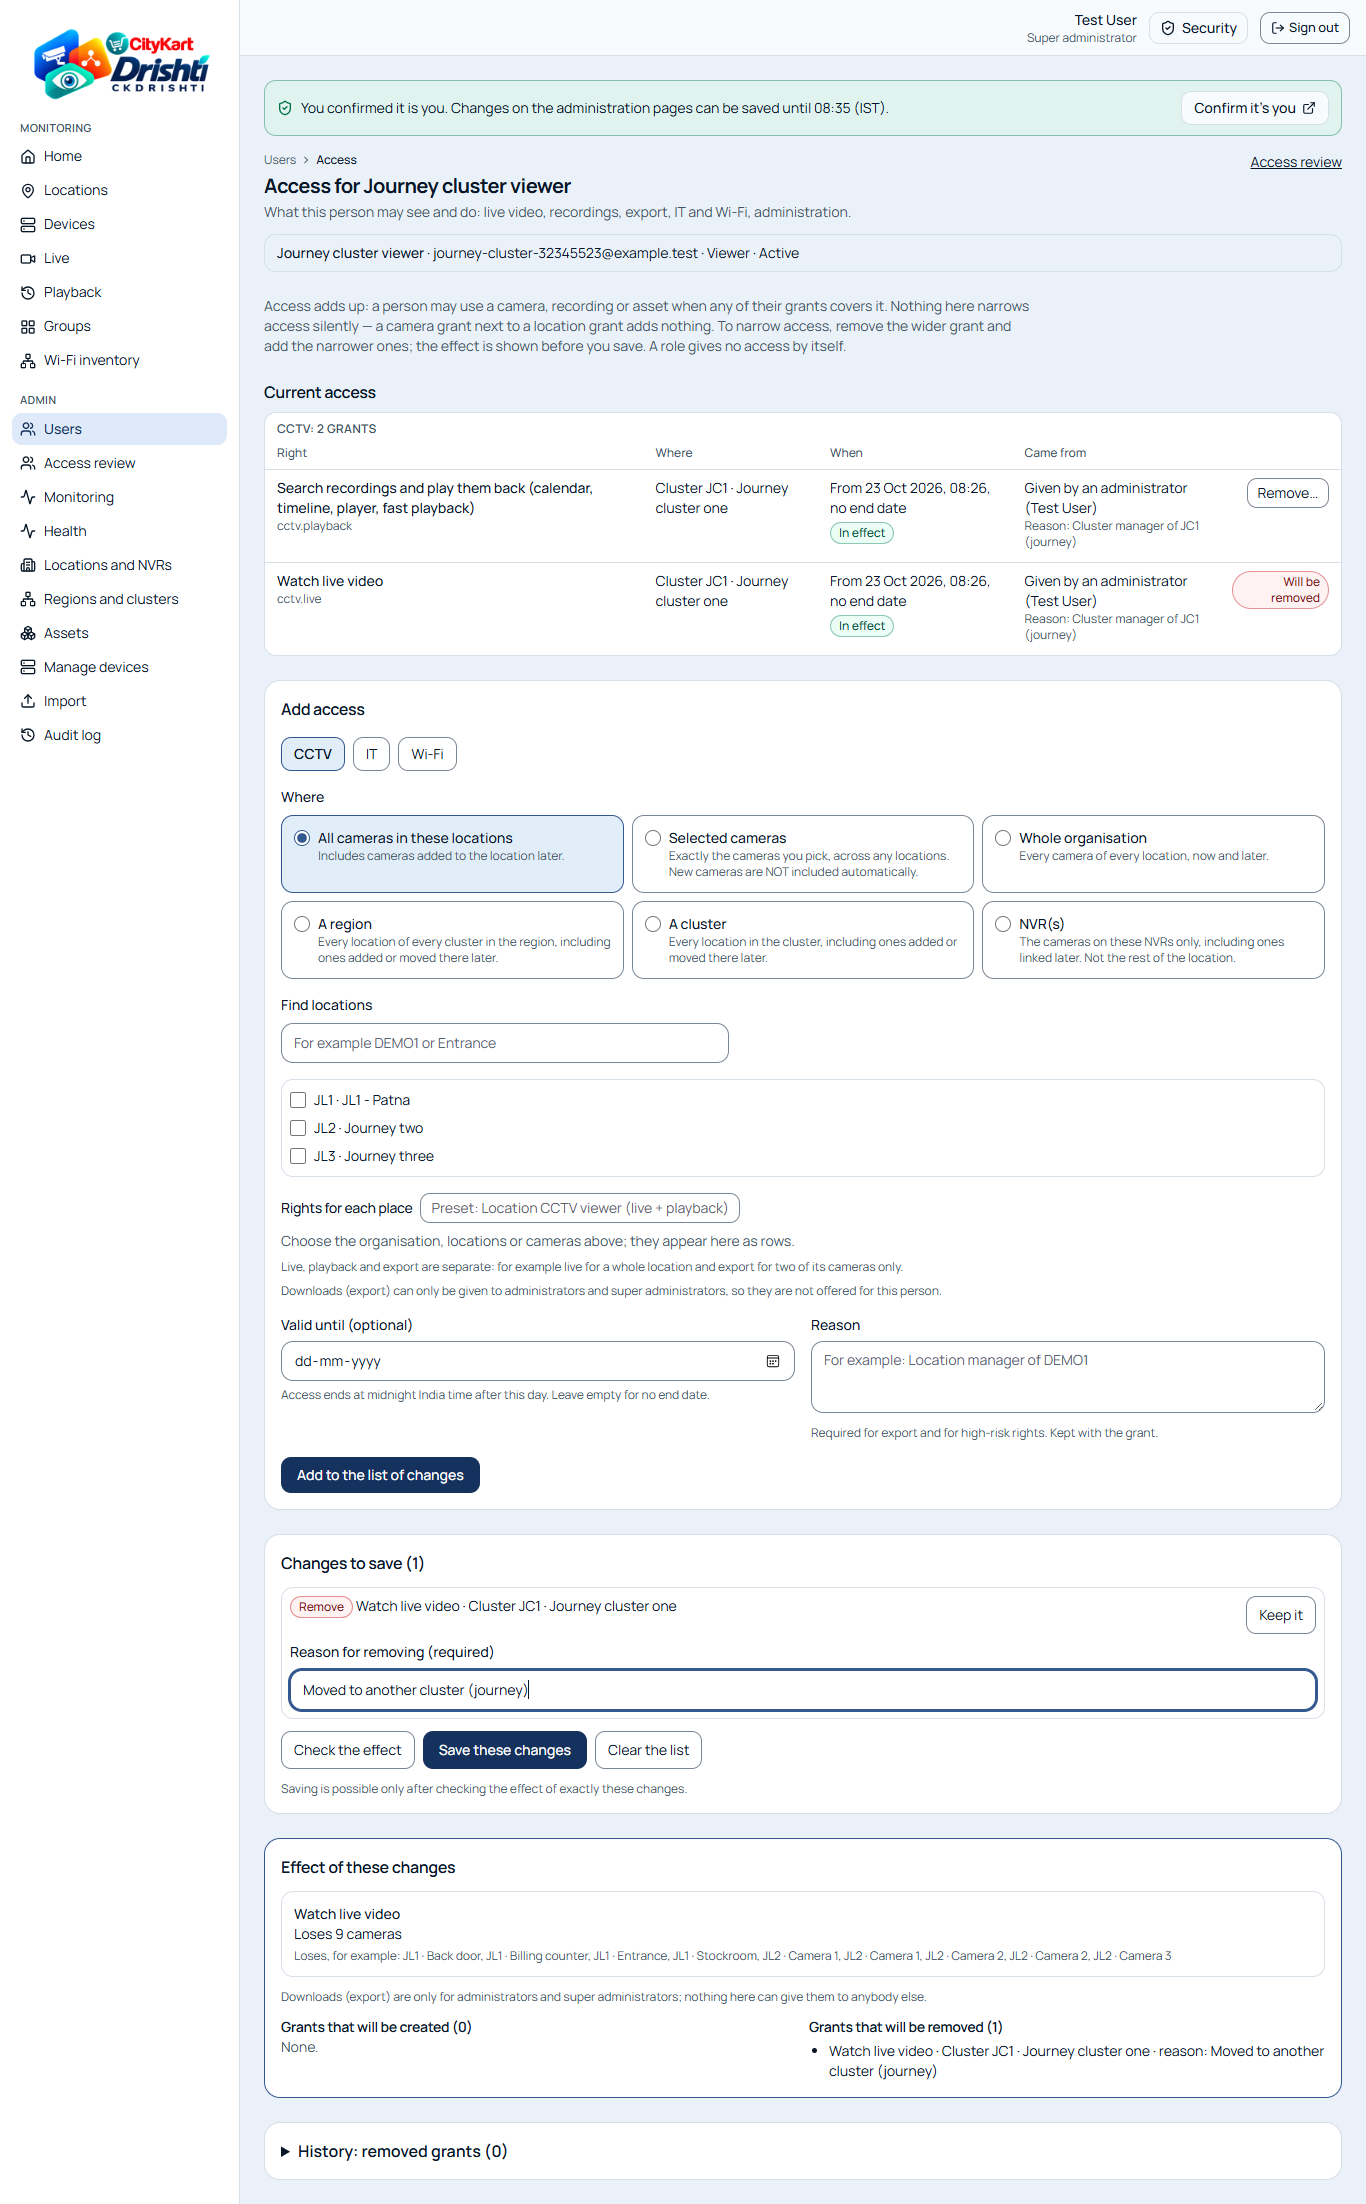 CityKart
Drishti
CKDRISHTI
Test User
Super administrator
Security
Sign out
MONITORING
Home
Locations
Devices
Live
Playback
Groups
Wi-Fi inventory
ADMIN
Users
Access review
Monitoring
Health
Locations and NVRs
Regions and clusters
Assets
Manage devices
Import
Audit log
You confirmed it is you. Changes on the administration pages can be saved until 08:35 (IST).
Confirm it's you
Users > Access
Access review
Access for Journey cluster viewer
What this person may see and do: live video, recordings, export, IT and Wi-Fi, administration.
Journey cluster viewer · journey-cluster-32345523@example.test · Viewer · Active
Access adds up: a person may use a camera, recording or asset when any of their grants covers it. Nothing here narrows
access silently — a camera grant next to a location grant adds nothing. To narrow access, remove the wider grant and
add the narrower ones; the effect is shown before you save. A role gives no access by itself.
Current access
CCTV: 2 GRANTS
Right Where When Came from
Search recordings and play them back (calendar,
timeline, player, fast playback)
cctv.playback
Cluster JC1 · Journey
cluster one
From 23 Oct 2026, 08:26,
no end date
In effect
Given by an administrator
(Test User)
Reason: Cluster manager of JC1
(journey)
Remove...
Watch live video
cctv.live
Cluster JC1 · Journey
cluster one
From 23 Oct 2026, 08:26,
no end date
In effect
Given by an administrator
(Test User)
Reason: Cluster manager of JC1
(journey)
Will be
removed
Add access
CCTV IT Wi-Fi
Where
All cameras in these locations
Includes cameras added to the location later.
Selected cameras
Exactly the cameras you pick, across any locations.
New cameras are NOT included automatically.
Whole organisation
Every camera of every location, now and later.
A region
Every location of every cluster in the region, including
ones added or moved there later.
A cluster
Every location in the cluster, including ones added or
moved there later.
NVR(s)
The cameras on these NVRs only, including ones
linked later. Not the rest of the location.
Find locations
For example DEMO1 or Entrance
JL1 · JL1 - Patna
JL2 · Journey two
JL3 · Journey three
Rights for each place Preset: Location CCTV viewer (live + playback)
Choose the organisation, locations or cameras above; they appear here as rows.
Live, playback and export are separate: for example live for a whole location and export for two of its cameras only.
Downloads (export) can only be given to administrators and super administrators, so they are not offered for this person.
Valid until (optional)
dd-mm-yyyy
Access ends at midnight India time after this day. Leave empty for no end date.
Reason
For example: Location manager of DEMO1
Required for export and for high-risk rights. Kept with the grant.
Add to the list of changes
Changes to save (1)
Remove Watch live video · Cluster JC1 · Journey cluster one
Keep it
Reason for removing (required)
Moved to another cluster (journey)
Check the effect Save these changes Clear the list
Saving is possible only after checking the effect of exactly these changes.
Effect of these changes
Watch live video
Loses 9 cameras
Loses, for example: JL1 · Back door, JL1 · Billing counter, JL1 · Entrance, JL1 · Stockroom, JL2 · Camera 1, JL2 · Camera 1, JL2 · Camera 2, JL2 · Camera 2, JL2 · Camera 3
Downloads (export) are only for administrators and super administrators; nothing here can give them to anybody else.
Grants that will be created (0)
None.
Grants that will be removed (1)
• Watch live video · Cluster JC1 · Journey cluster one · reason: Moved to another
cluster (journey)
History: removed grants (0)